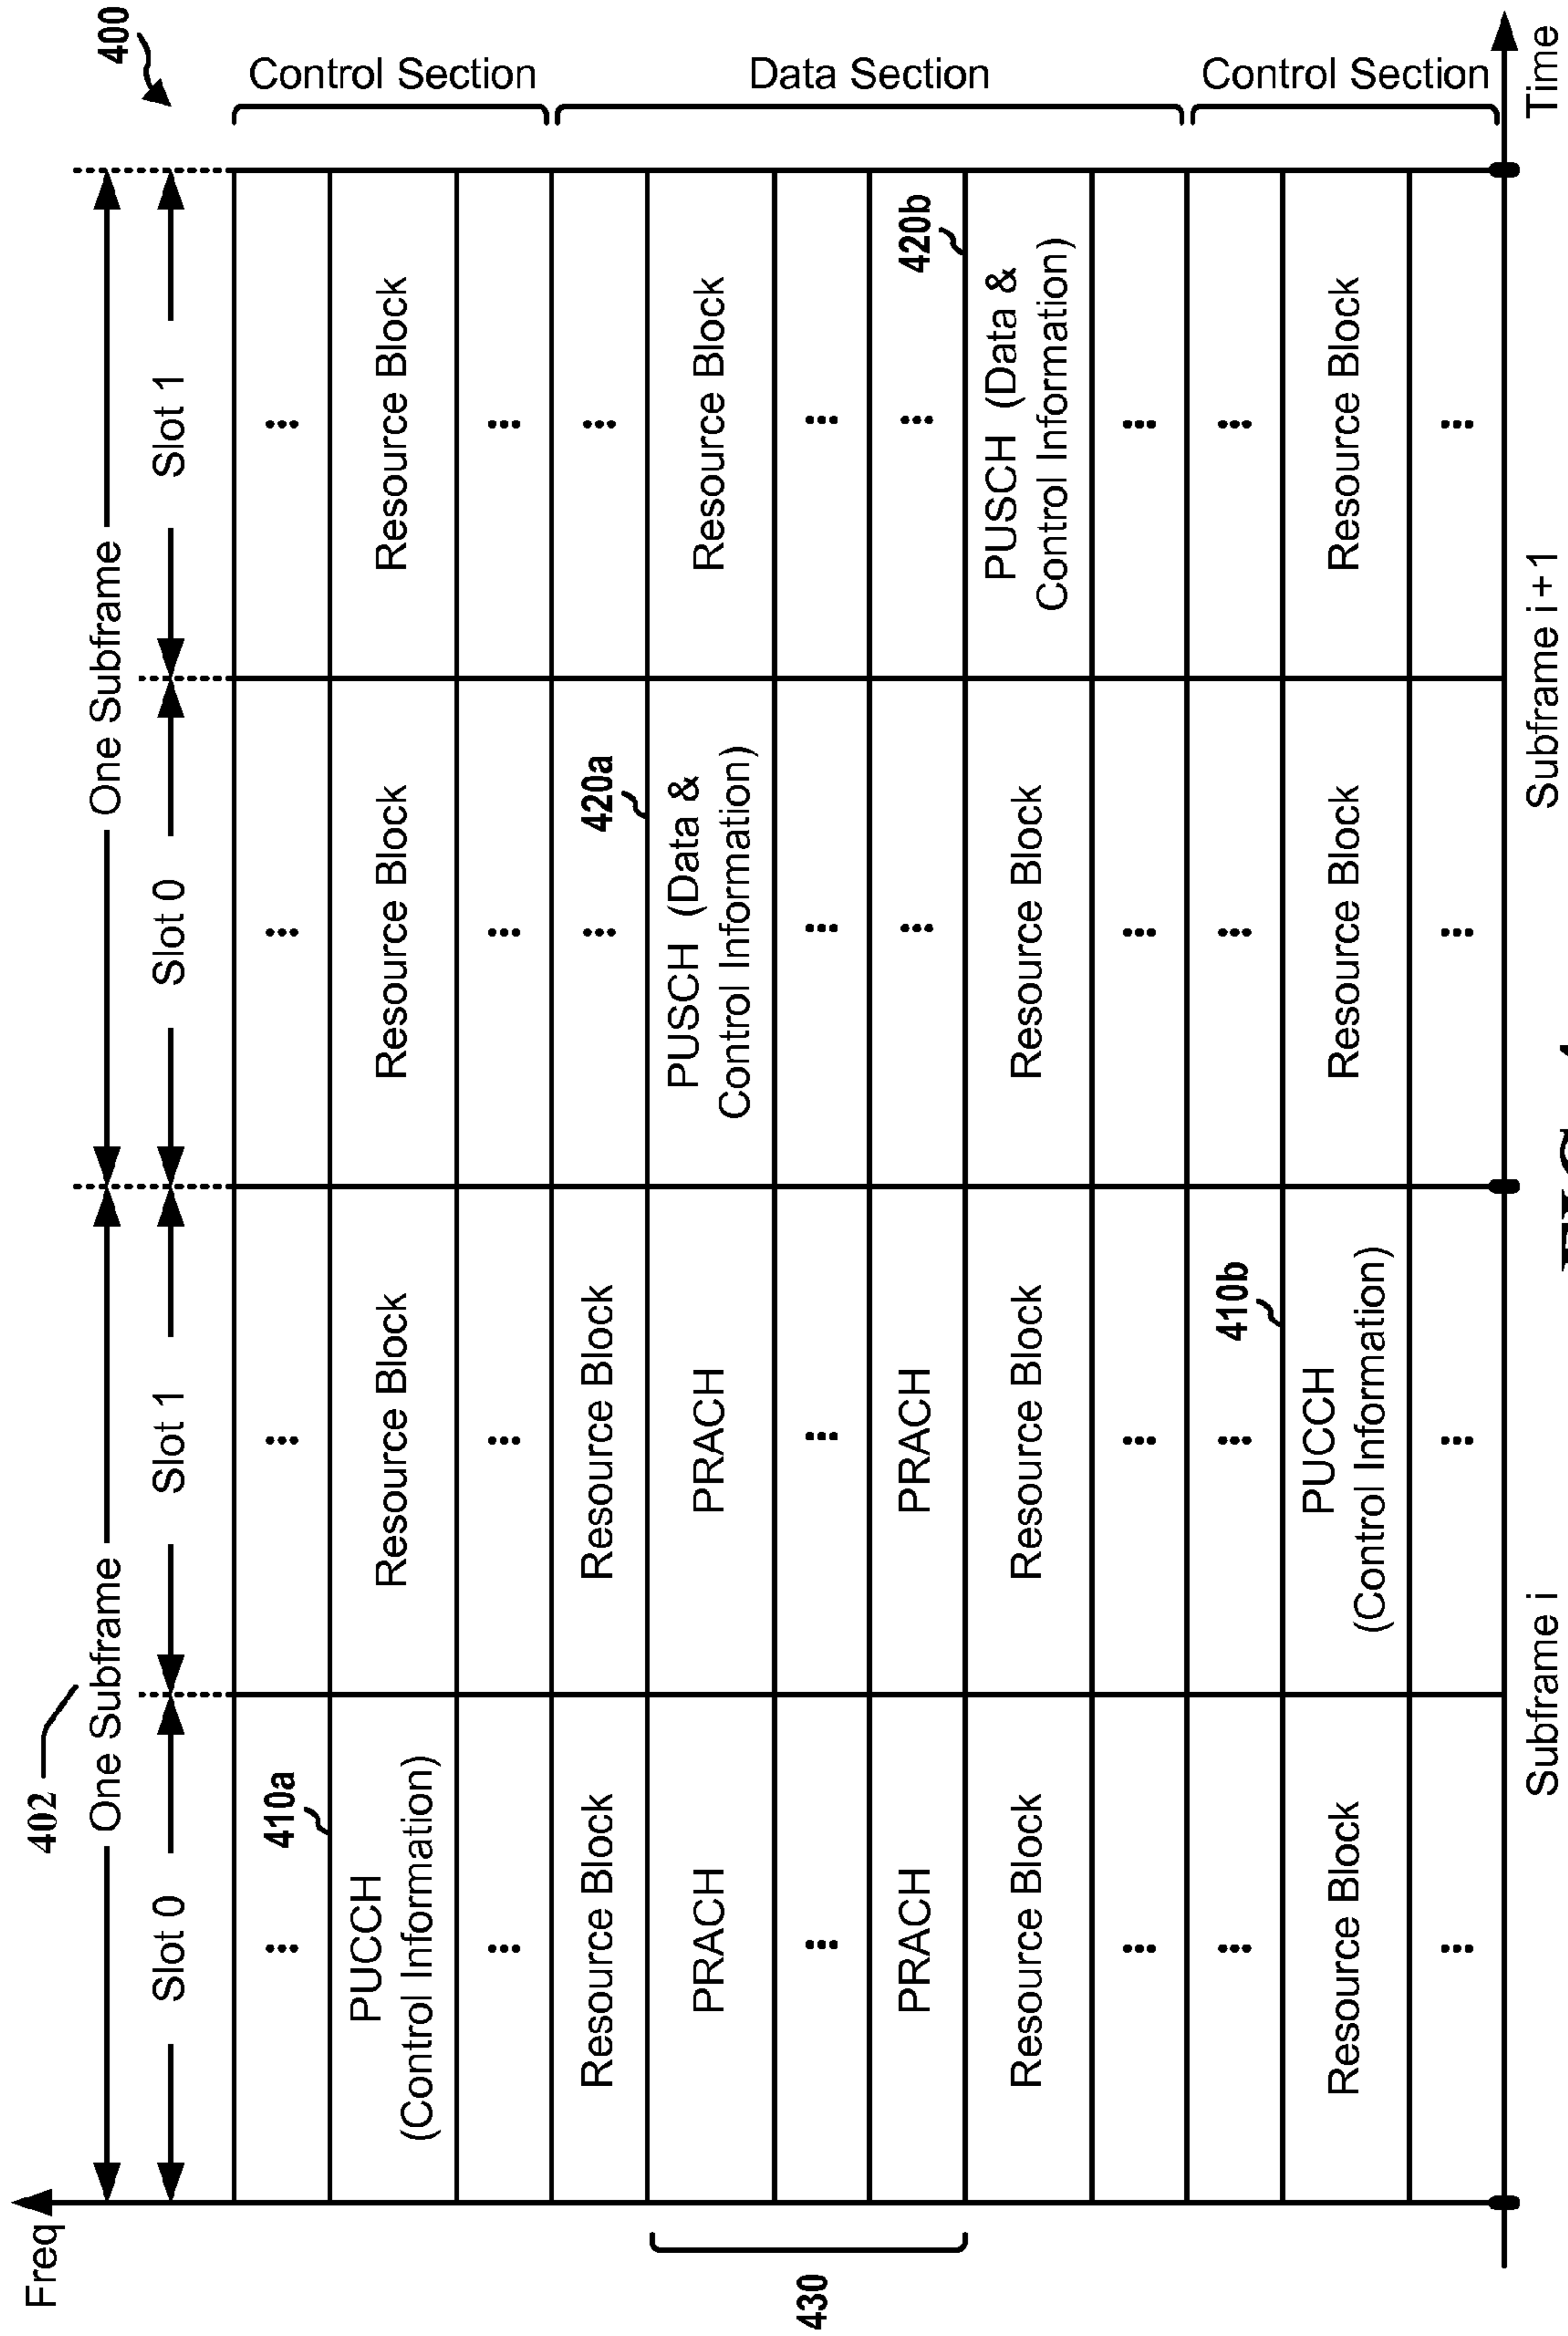 400
402
Freq
One Subframe
One Subframe
Slot 0
Slot 1
Slot 0
Slot 1
... 410a
...
...
...
Control Section
PUCCH
(Control Information)
Resource Block
Resource Block
Resource Block
...
...
...
...
Resource Block
Resource Block
... 420a
...
Data Section
430
PRACH
PRACH
PUSCH (Data &
Control Information)
Resource Block
...
...
...
...
PRACH
PRACH
...
... 420b
Resource Block
Resource Block
Resource Block
PUSCH (Data &
Control Information)
...
...
...
...
...
... 410b
...
...
Control Section
Resource Block
PUCCH
(Control Information)
Resource Block
Resource Block
...
...
...
...
Subframe i
Subframe i + 1
Time